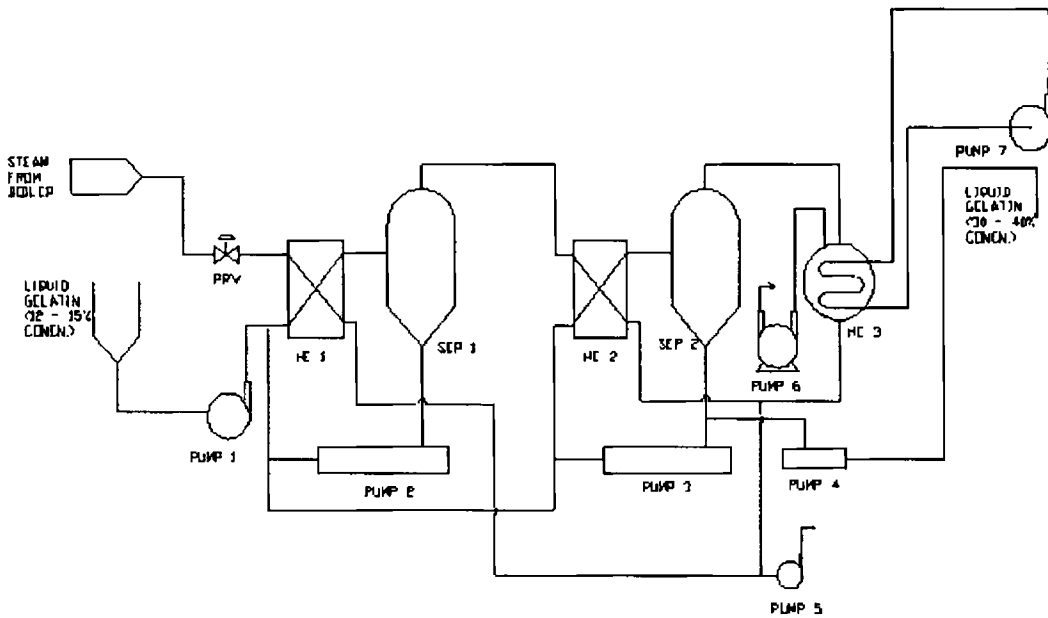 STEAM
FROM
BOILER
PRV
LIQUID
GELATIN
(12 - 15%
CONCN.)
HE 1
SEP 1
PUMP 1
PUMP 2
HE 2
SEP 2
PUMP 3
PUMP 6
HE 3
PUMP 4
PUMP 5
PUMP 7
LIQUID
GELATIN
(30 - 40%
CONCN.)